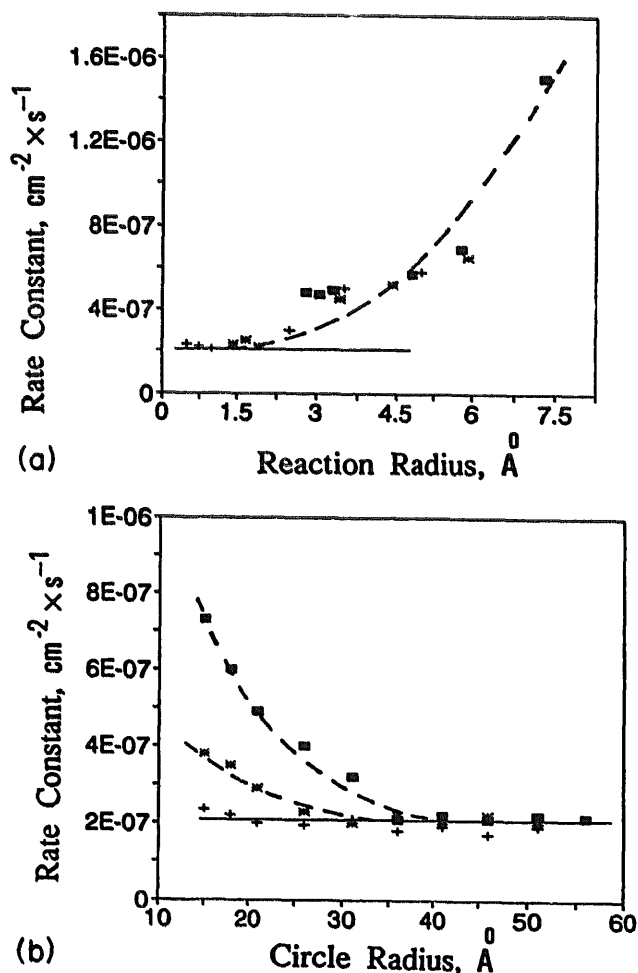 Rate Constant, cm⁻² × s⁻¹
1.6E-06
1.2E-06
8E-07
4E-07
0
0 1.5 3 4.5 6 7.5
(a)
Reaction Radius, Å
Rate Constant, cm⁻² × s⁻¹
1E-06
8E-07
6E-07
4E-07
2E-07
0
10 20 30 40 50 60
(b)
Circle Radius, Å